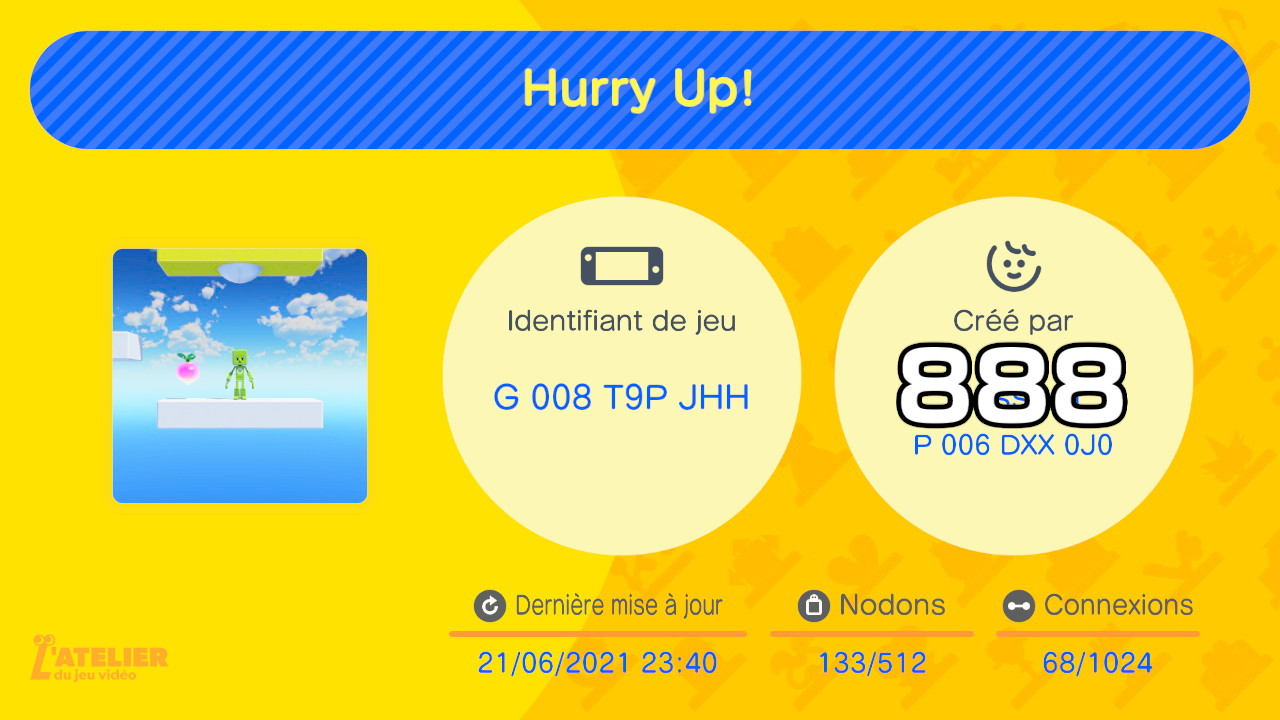 Hurry Up!
Identifiant de jeu
G 008 T9P JHH
Créé par
888
P 006 DXX 0J0
Dernière mise à jour
21/06/2021 23:40
Nodons
133/512
Connexions
68/1024
L'ATELIER
du jeu vidéo